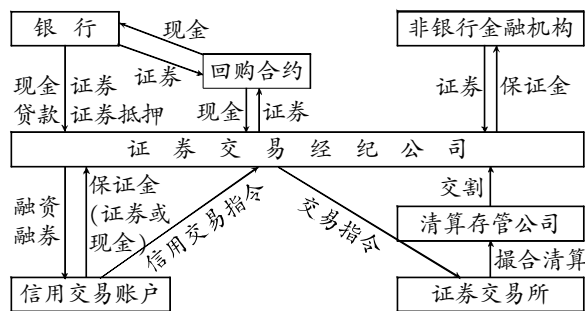 银行
现金
非银行金融机构
证券
回购合约
现金
贷款
证券
证券抵押
现金
证券
证券
保证金
证券交易经纪公司
融资
融券
保证金
(证券或
现金)
信用交易指令
交易指令
交割
清算存管公司
撮合清算
信用交易账户
证券交易所